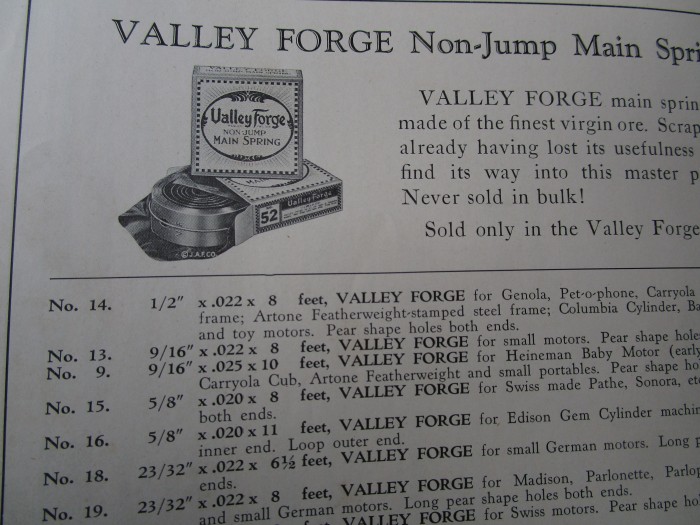 VALLEY FORGE Non-Jump Main Spri
Valley Forge
NON-JUMP
MAIN SPRING
52
Valley Forge
©J.A.F.CO
VALLEY FORGE main sprin
made of the finest virgin ore. Scrap
already having lost its usefulness
find its way into this master p
Never sold in bulk!
Sold only in the Valley Forge
No. 14. 1/2" x .022 x 8 feet, VALLEY FORGE for Genola, Pet-o-phone, Carryola
frame; Artone Featherweight-stamped steel frame; Columbia Cylinder, Ba
and toy motors. Pear shape holes both ends.
No. 13. 9/16" x .022 x 8 feet, VALLEY FORGE for small motors. Pear shape holes
No. 9. 9/16" x .025 x 10 feet, VALLEY FORGE for Heineman Baby Motor (early
Carryola Cub, Artone Featherweight and small portables. Pear shape ho
No. 15. 5/8" x .020 x 8 feet, VALLEY FORGE for Swiss made Pathe, Sonora, etc
both ends.
No. 16. 5/8" x .020 x 11 feet, VALLEY FORGE for Edison Gem Cylinder machin
inner end. Loop outer end.
No. 18. 23/32" x .022 x 6½ feet, VALLEY FORGE for small German motors. Long p
ends.
No. 19. 23/32" x .022 x 8 feet, VALLEY FORGE for Madison, Parlonette, Parlop
and small German motors. Long pear shape holes both ends.
feet, VALLEY FORGE for Swiss motors. Pear shape ho